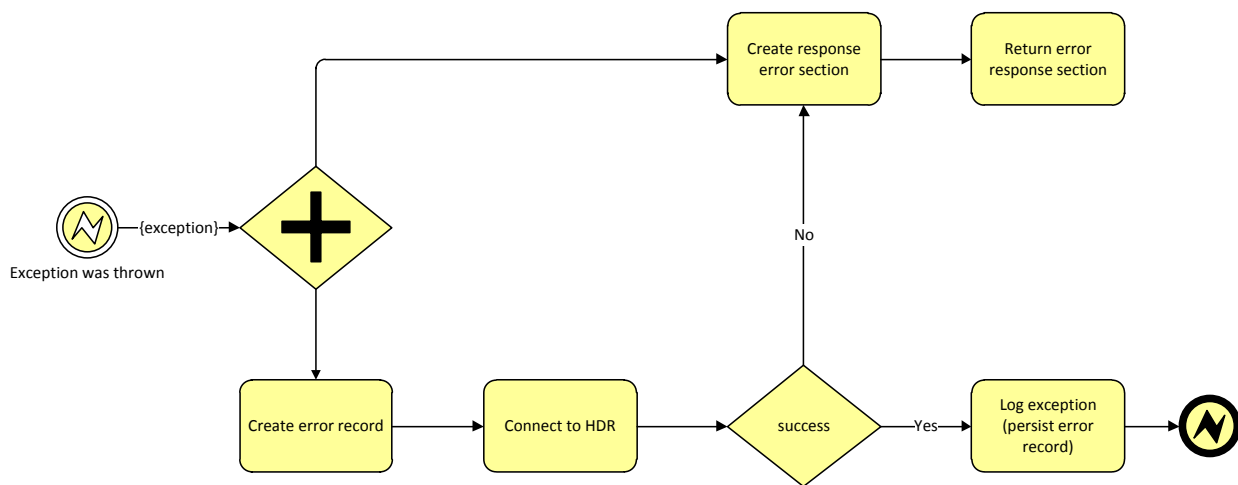 Create response
error section
Return error
response section
{exception}
Exception was thrown
No
Create error record
Connect to HDR
success
Yes
Log exception
(persist error
record)